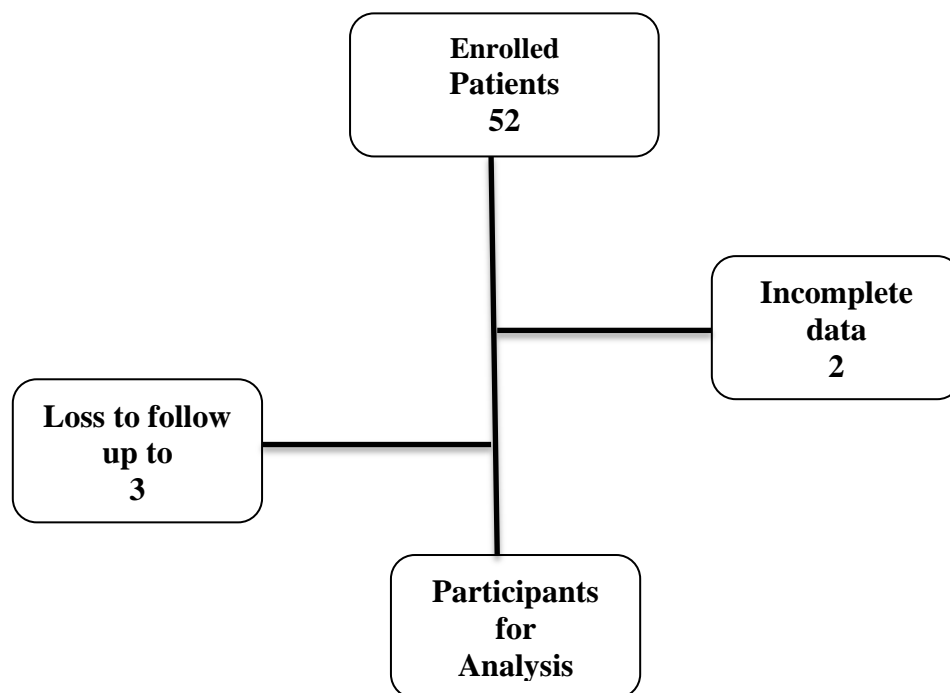 Enrolled
Patients
52
Incomplete
data
2
Loss to follow
up to
3
Participants
for
Analysis